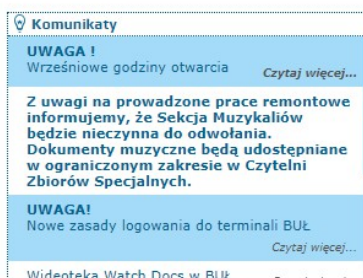 Komunikaty
UWAGA !
Wrześniowe godziny otwarcia
Czytaj więcej...
Z uwagi na prowadzone prace remontowe
informujemy, że Sekcja Muzykaliów
będzie nieczynna do odwołania.
Dokumenty muzyczne będą udostępniane
w ograniczonym zakresie w Czytelni
Zbiorów Specjalnych.
UWAGA!
Nowe zasady logowania do terminali BUŁ
Czytaj więcej...
Wideoteka Watch Docs w BUŁ